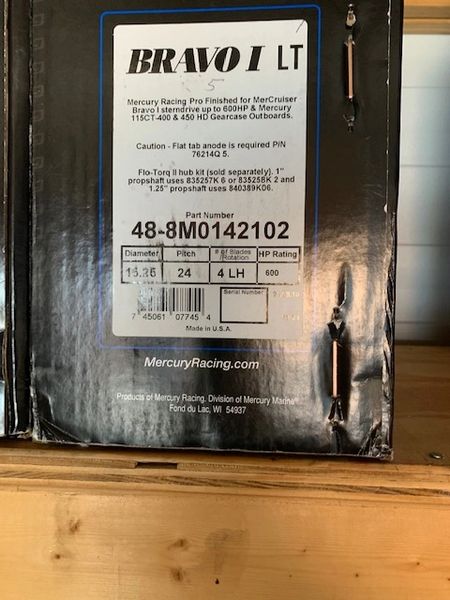 BRAVO I LT
5
Mercury Racing Pro Finished for MerCruiser
Bravo I sterndrive up to 600HP & Mercury
115CT-400 & 450 HD Gearcase Outboards.
Caution - Flat tab anode is required P/N
76214Q 5.
Flo-Torq II hub kit (sold separately). 1"
propshaft uses 835257K 6 or 835258K 2 and
1.25" propshaft uses 840389K06.
Part Number
48-8M0142102
Diameter Pitch # of Blades /Rotation HP Rating
24 4 LH 600
Serial Number
7 45061 07745 4
Made in U.S.A.
MercuryRacing.com
Products of Mercury Racing, Division of Mercury Marine®
Fond du Lac, WI 54937